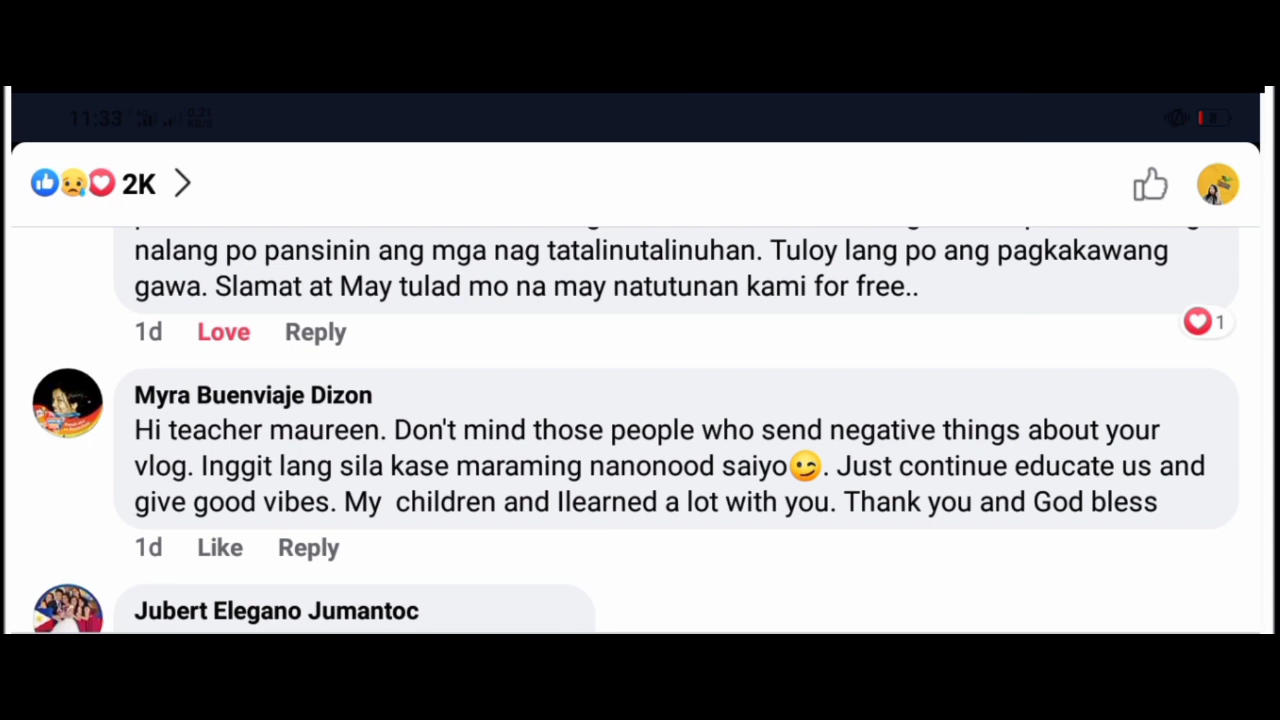 11:33
2K
nalang po pansinin ang mga nag tatalinutalinuhan. Tuloy lang po ang pagkakawang
gawa. Slamat at May tulad mo na may natutunan kami for free..
1d Love Reply
1
Myra Buenviaje Dizon
Hi teacher maureen. Don't mind those people who send negative things about your
vlog. Inggit lang sila kase maraming nanonood saiyo😉. Just continue educate us and
give good vibes. My  children and Ilearned a lot with you. Thank you and God bless
1d Like Reply
Jubert Elegano Jumantoc